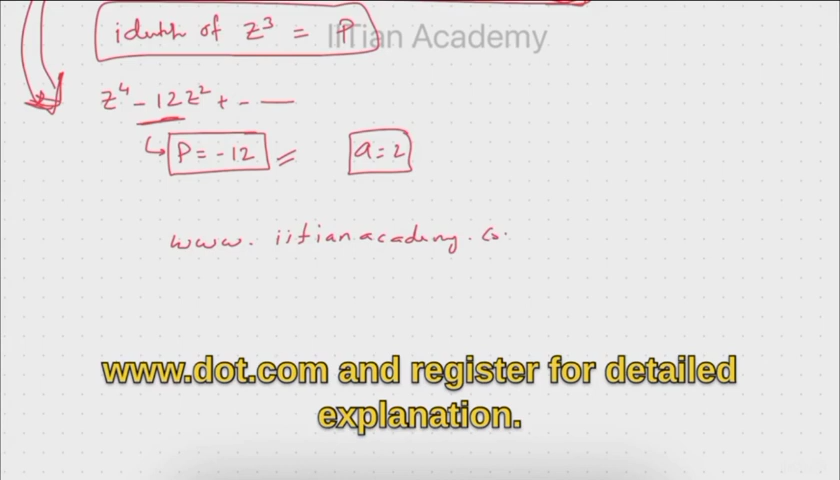 identh of z³ = P
IITian Academy
z⁴ - 12z² + - —
↳ P = -12 a = 2
www. iitianacademy. co.
www.dot.com and register for detailed
explanation.